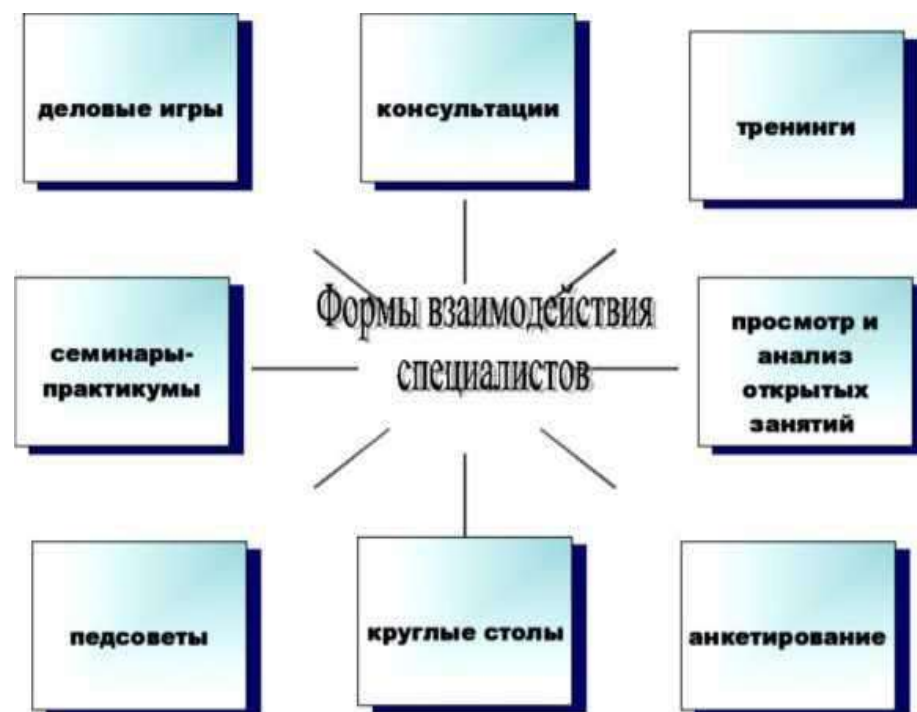 деловые игры
консультации
тренинги
Формы взаимодействия
специалистов
семинары-
практикумы
просмотр и
анализ
открытых
занятий
педсоветы
круглые столы
анкетирование